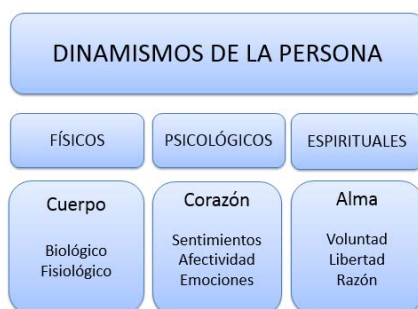 DINAMISMOS DE LA PERSONA
FÍSICOS
PSICOLÓGICOS
ESPIRITUALES
Cuerpo
Biológico
Fisiológico
Corazón
Sentimientos
Afectividad
Emociones
Alma
Voluntad
Libertad
Razón